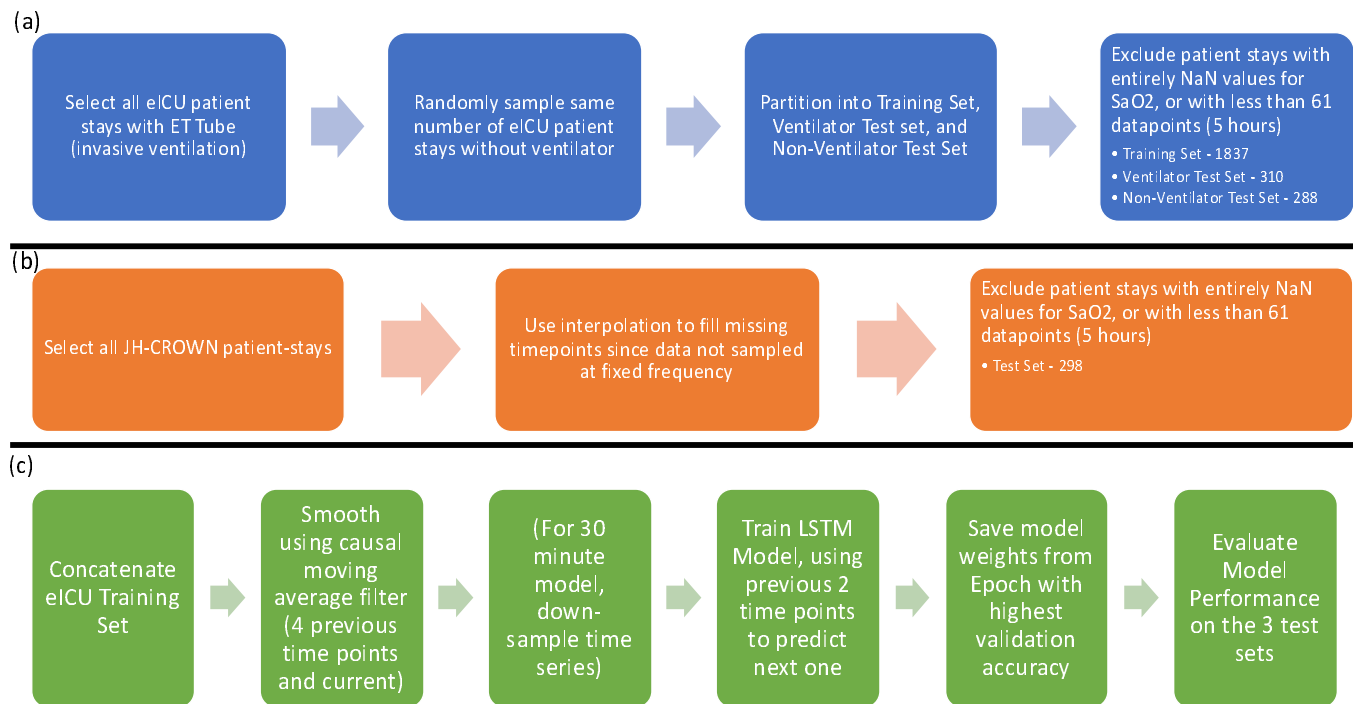 (a)
Select all eICU patient
stays with ET Tube
(invasive ventilation)
Randomly sample same
number of eICU patient
stays without ventilator
Partition into Training Set,
Ventilator Test set, and
Non-Ventilator Test Set
Exclude patient stays with
entirely NaN values for
SaO2, or with less than 61
datapoints (5 hours)
• Training Set - 1837
• Ventilator Test Set - 310
• Non-Ventilator Test Set - 288
(b)
Select all JH-CROWN patient-stays
Use interpolation to fill missing
timepoints since data not sampled
at fixed frequency
Exclude patient stays with entirely NaN
values for SaO2, or with less than 61
datapoints (5 hours)
• Test Set - 298
(c)
Concatenate
eICU Training
Set
Smooth
using causal
moving
average filter
(4 previous
time points
and current)
(For 30
minute model,
down-
sample time
series)
Train LSTM
Model, using
previous 2
time points
to predict
next one
Save model
weights from
Epoch with
highest
validation
accuracy
Evaluate
Model
Performance
on the 3 test
sets